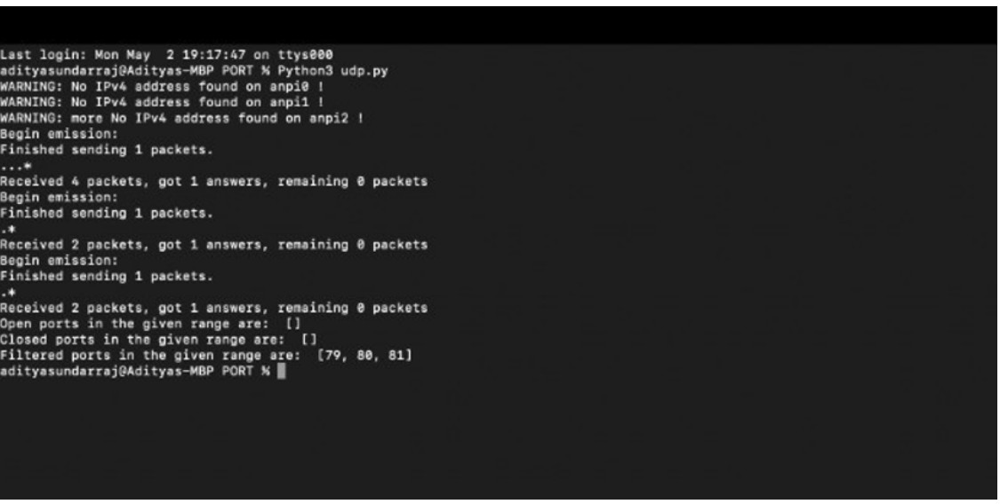 Last login: Mon May  2 19:17:47 on ttys000
adityasundarraj@Adityas-MBP PORT % Python3 udp.py
WARNING: No IPv4 address found on anpi0 !
WARNING: No IPv4 address found on anpi1 !
WARNING: more No IPv4 address found on anpi2 !
Begin emission:
Finished sending 1 packets.
...*
Received 4 packets, got 1 answers, remaining 0 packets
Begin emission:
Finished sending 1 packets.
.*
Received 2 packets, got 1 answers, remaining 0 packets
Begin emission:
Finished sending 1 packets.
.*
Received 2 packets, got 1 answers, remaining 0 packets
Open ports in the given range are:  []
Closed ports in the given range are:  []
Filtered ports in the given range are:  [79, 80, 81]
adityasundarraj@Adityas-MBP PORT %